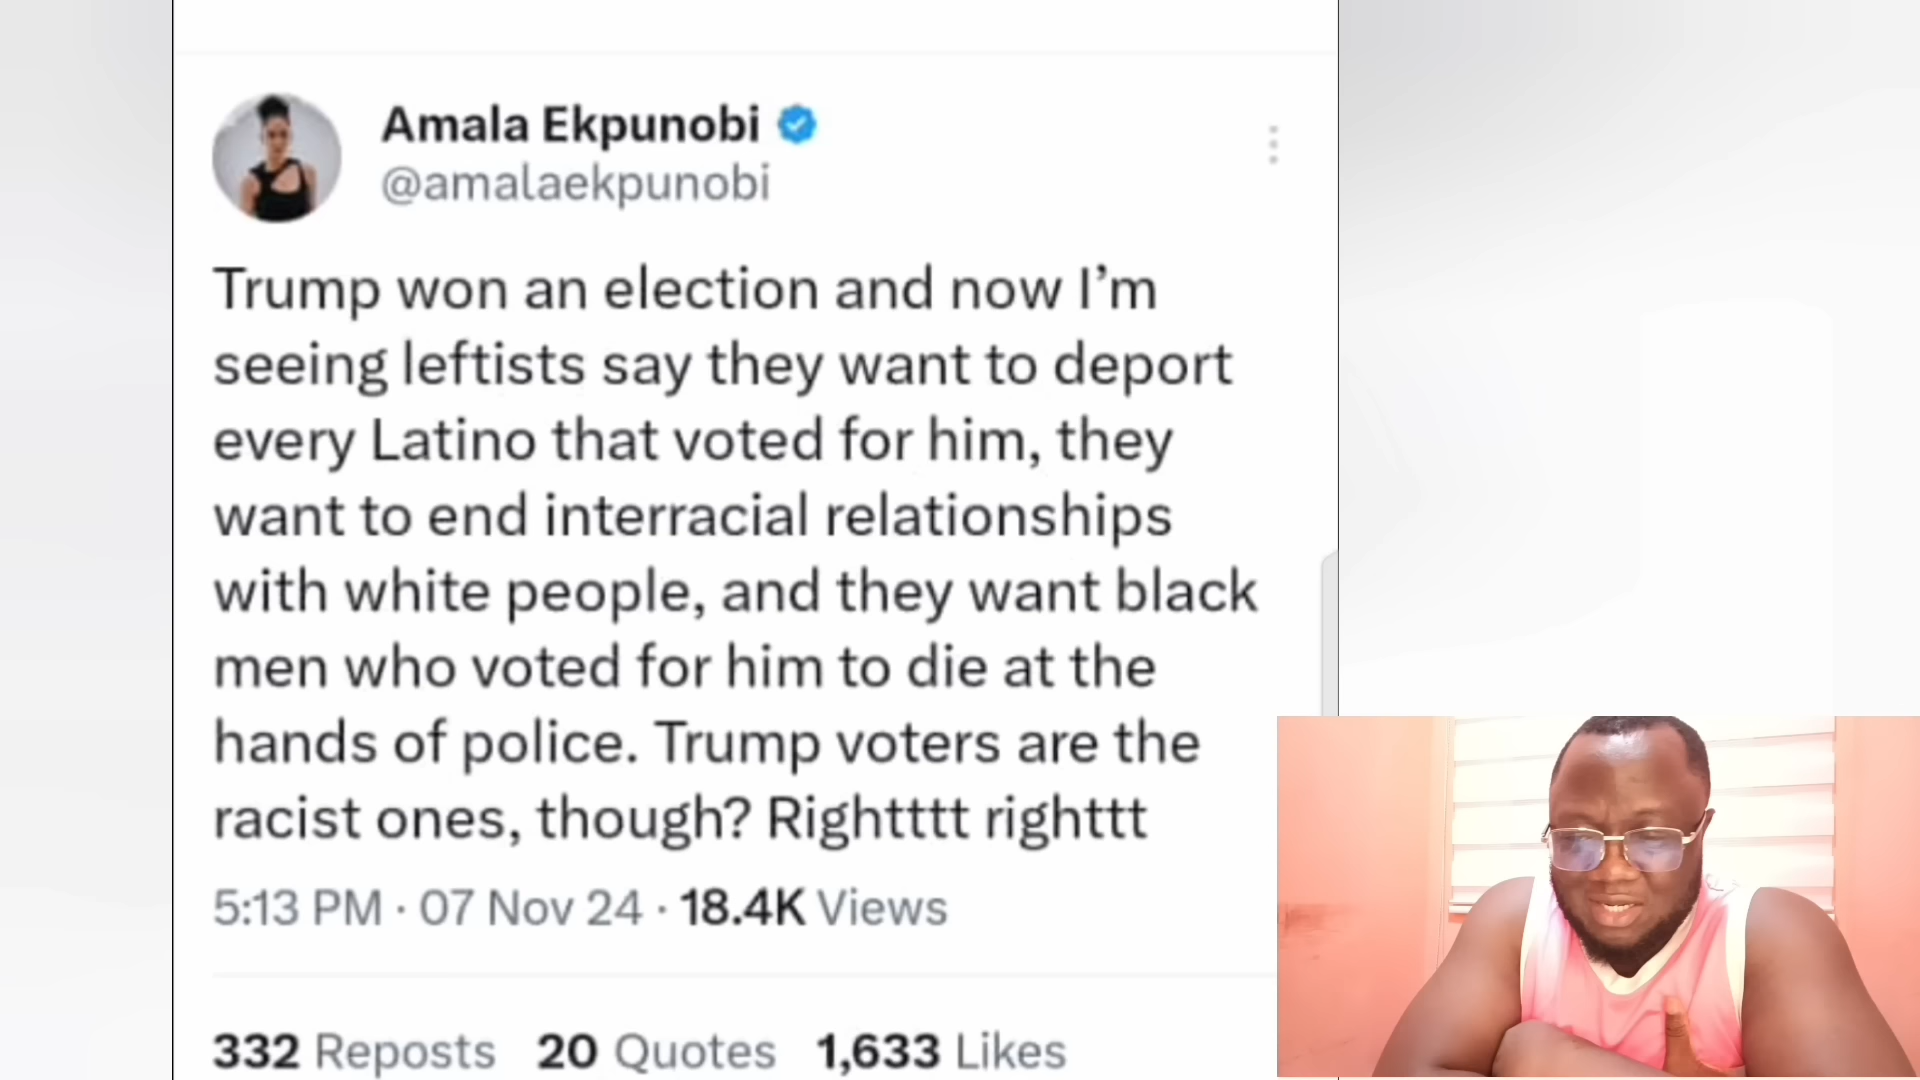 Amala Ekpunobi
@amalaekpunobi
Trump won an election and now I’m
seeing leftists say they want to deport
every Latino that voted for him, they
want to end interracial relationships
with white people, and they want black
men who voted for him to die at the
hands of police. Trump voters are the
racist ones, though? Rightttt righttt
5:13 PM · 07 Nov 24 · 18.4K Views
332 Reposts 20 Quotes 1,633 Likes